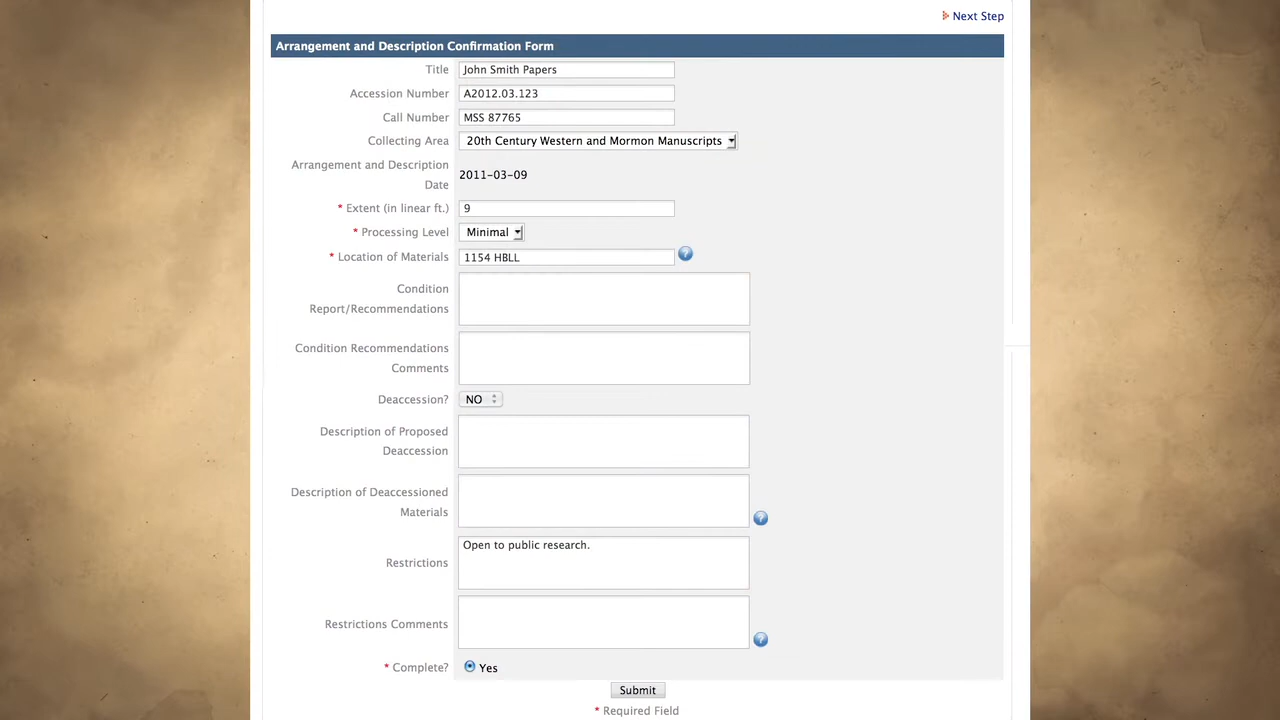 Next Step
Arrangement and Description Confirmation Form
Title John Smith Papers
Accession Number A2012.03.123
Call Number MSS 87765
Collecting Area 20th Century Western and Mormon Manuscripts
Arrangement and Description
Date 2011-03-09
* Extent (in linear ft.) 9
* Processing Level Minimal
* Location of Materials 1154 HBLL ?
Condition
Report/Recommendations
Condition Recommendations
Comments
Deaccession? NO
Description of Proposed
Deaccession
Description of Deaccessioned
Materials ?
Restrictions Open to public research.
Restrictions Comments ?
* Complete? Yes
Submit
* Required Field